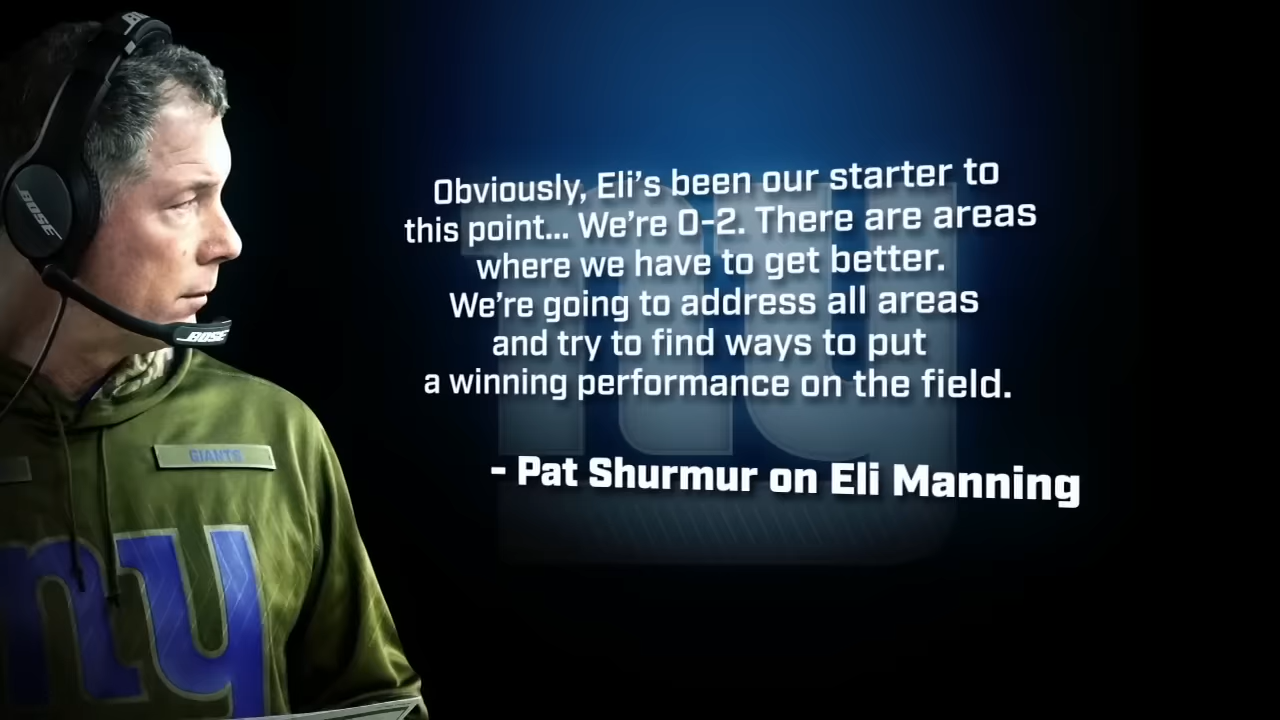 Obviously, Eli's been our starter to
this point... We're 0-2. There are areas
where we have to get better.
We're going to address all areas
and try to find ways to put
a winning performance on the field.
- Pat Shurmur on Eli Manning
BOSE
BOSE
GIANTS
ny
ny